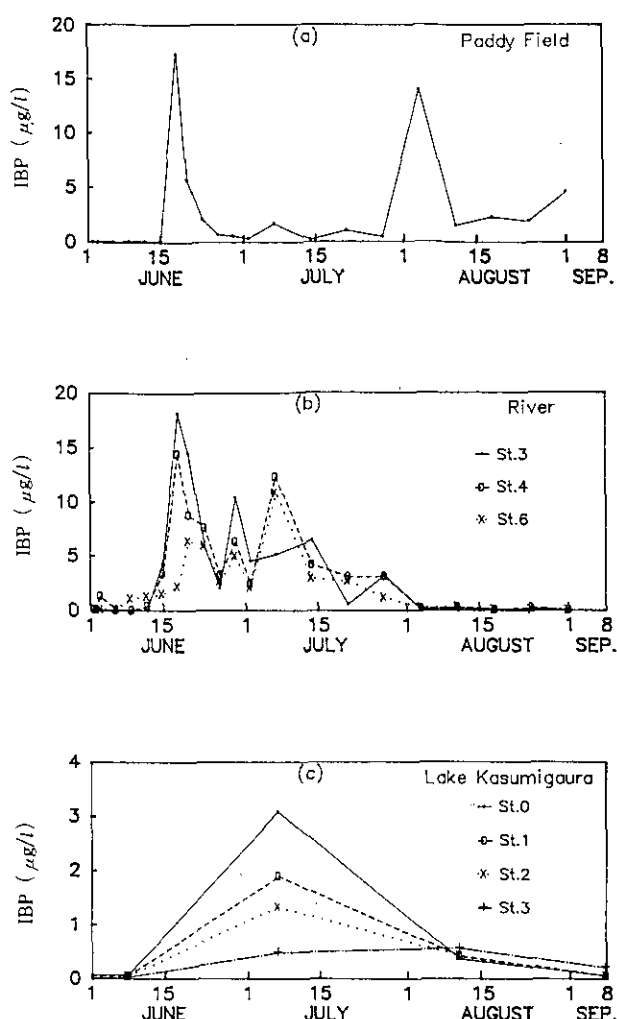 (a)
Paddy Field
IBP ( μg/l )
20
15
10
5
0
1 15 1 15 1 15 1 8
JUNE JULY AUGUST SEP.
(b)
River
St.3
St.4
St.6
IBP ( μg/l )
20
15
10
5
0
1 15 1 15 1 15 1 8
JUNE JULY AUGUST SEP.
(c)
Lake Kasumigaura
St.0
St.1
St.2
St.3
IBP ( μg/l )
4
3
2
1
0
1 15 1 15 1 15 1 8
JUNE JULY AUGUST SEP.